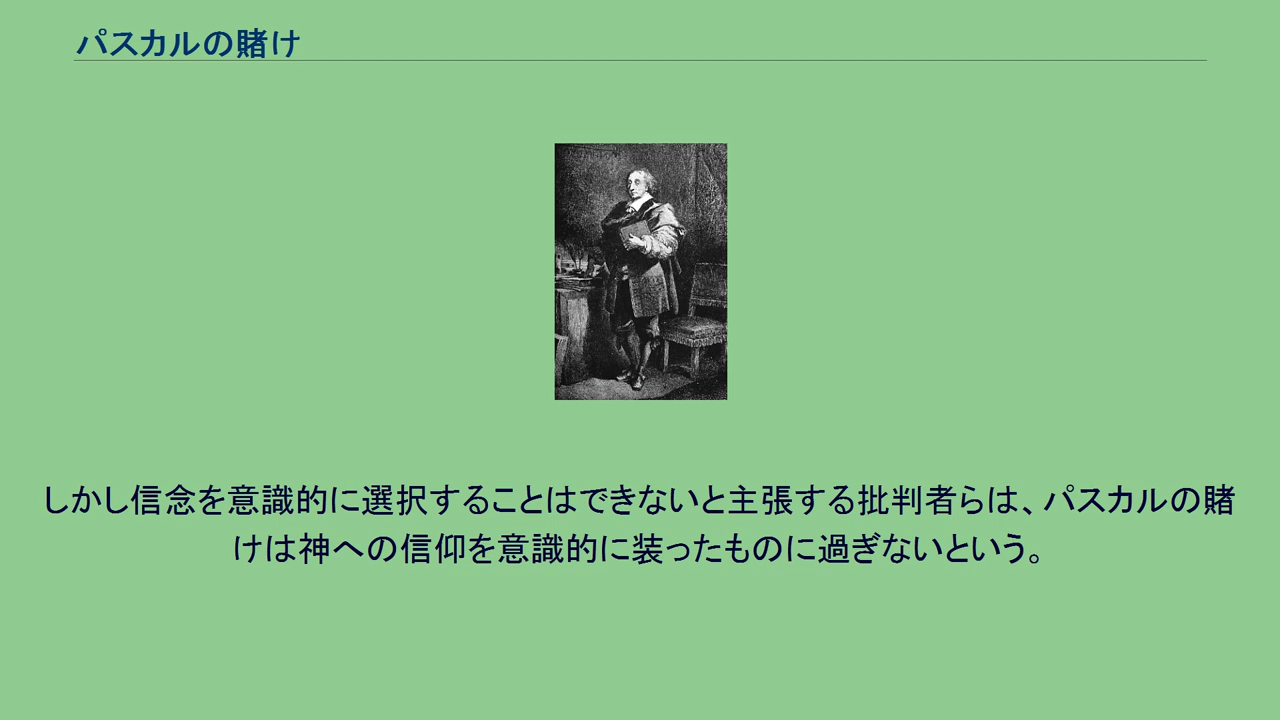 パスカルの賭け
しかし信念を意識的に選択することはできないと主張する批判者らは、パスカルの賭
けは神への信仰を意識的に装ったものに過ぎないという。